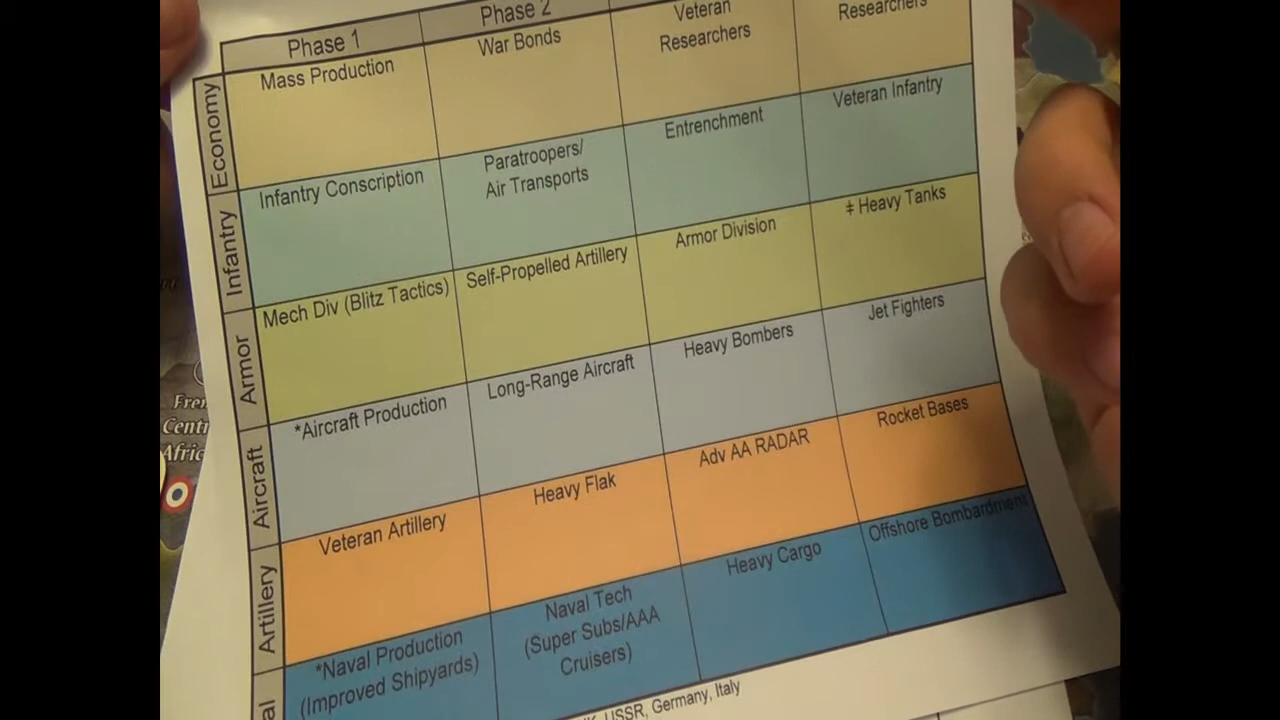 Phase 1
Phase 2
Economy
Mass Production
War Bonds
Veteran
Researchers
Researchers
Infantry
Infantry Conscription
Paratroopers/
Air Transports
Entrenchment
Veteran Infantry
Armor
Mech Div (Blitz Tactics)
Self-Propelled Artillery
Armor Division
ǂ Heavy Tanks
Aircraft
*Aircraft Production
Long-Range Aircraft
Heavy Bombers
Jet Fighters
Artillery
Veteran Artillery
Heavy Flak
Adv AA RADAR
Rocket Bases
al
*Naval Production
(Improved Shipyards)
Naval Tech
(Super Subs/AAA
Cruisers)
Heavy Cargo
Offshore Bombardment
USSR, Germany, Italy
Fren
Centr
Afric